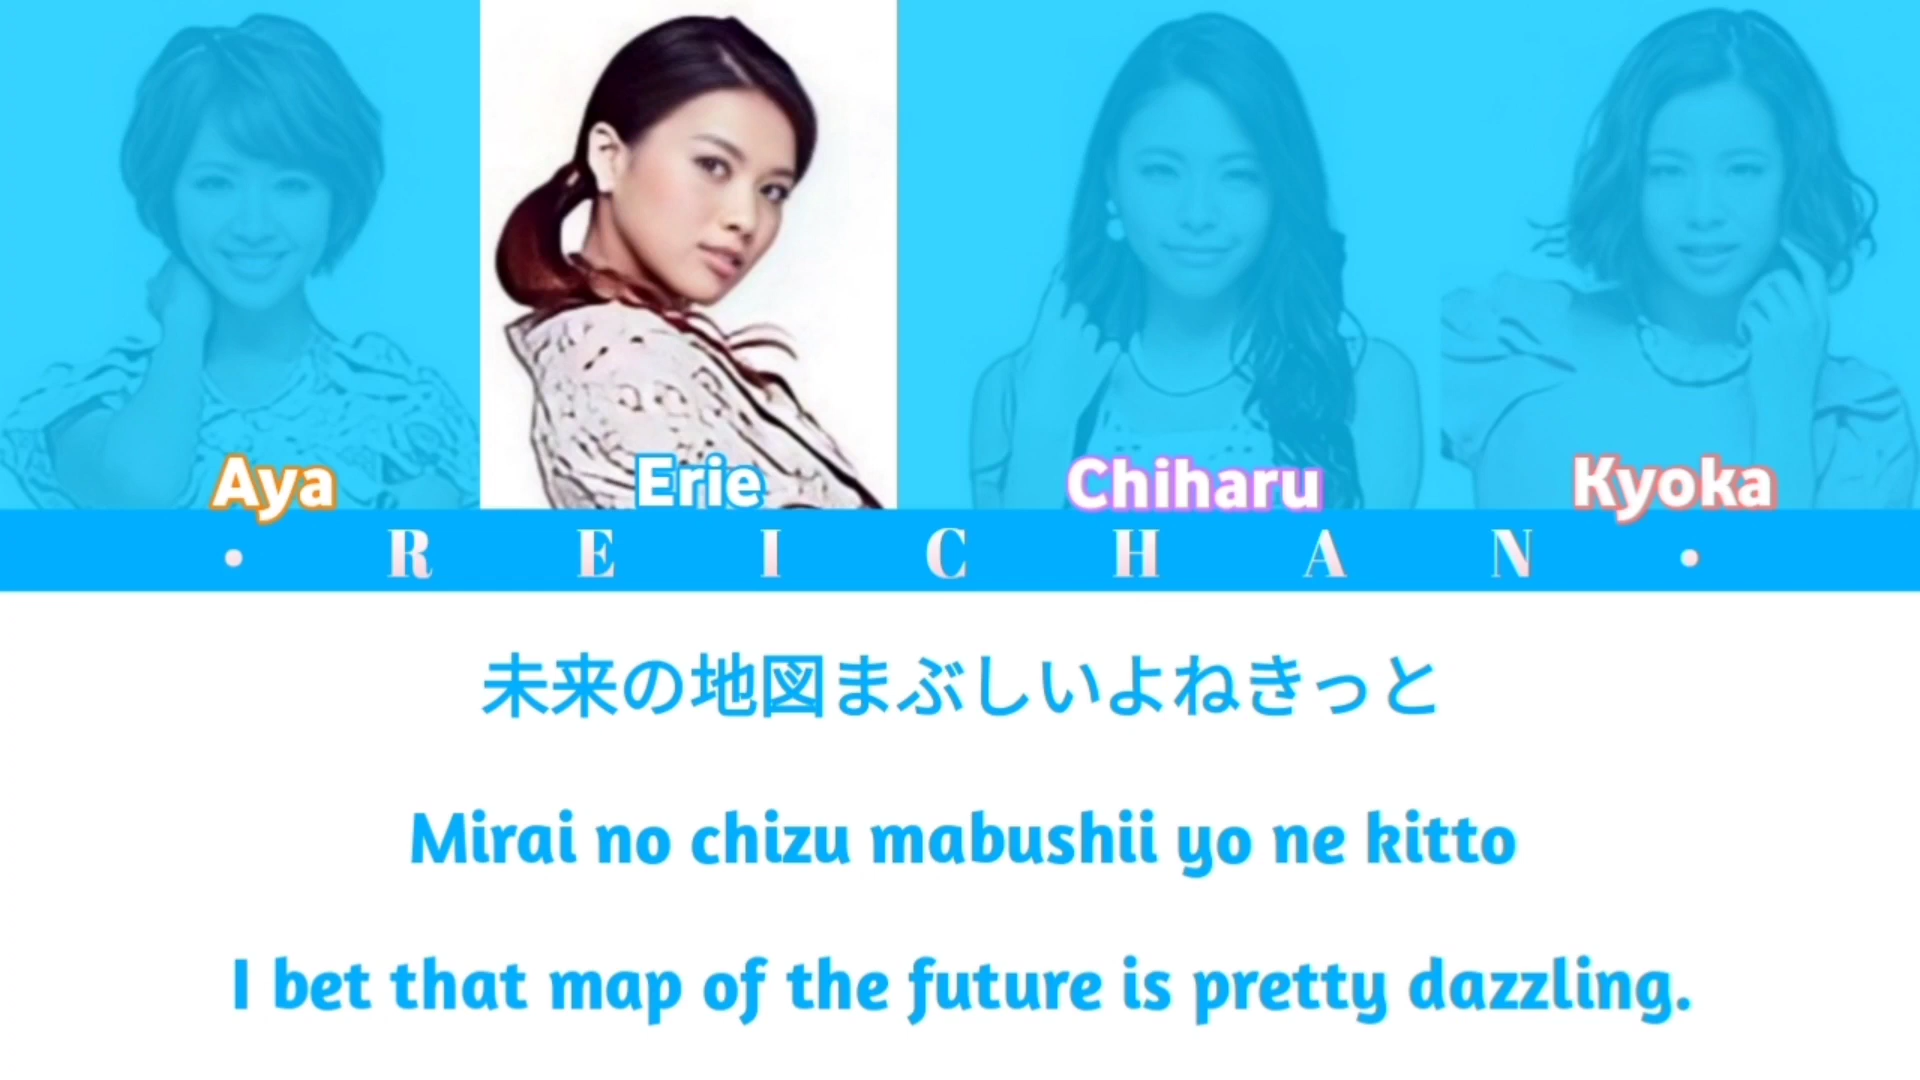 Aya Erie Chiharu Kyoka
• R E I C H A N •
未来の地図まぶしいよねきっと
Mirai no chizu mabushii yo ne kitto
I bet that map of the future is pretty dazzling.